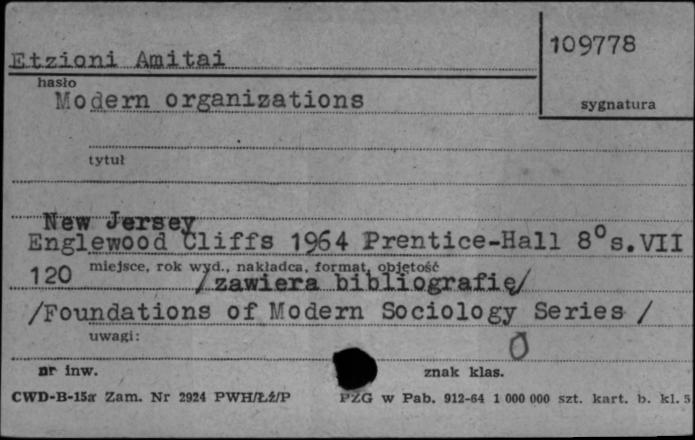 Etzioni Amitai
109778
hasło
Modern organizations
sygnatura
tytuł
New Jersey
Englewood Cliffs 1964 Prentice-Hall 8° s.VII
120 miejsce, rok wyd., nakładca, format, objętość
/zawiera bibliografię/
/Foundations of Modern Sociology Series /
uwagi:
nr inw.
znak klas.
CWD-B-15a Zam. Nr 2924 PWH/Łź/P
PZG w Pab. 912-64 1 000 000 szt. kart. b. kl. 5